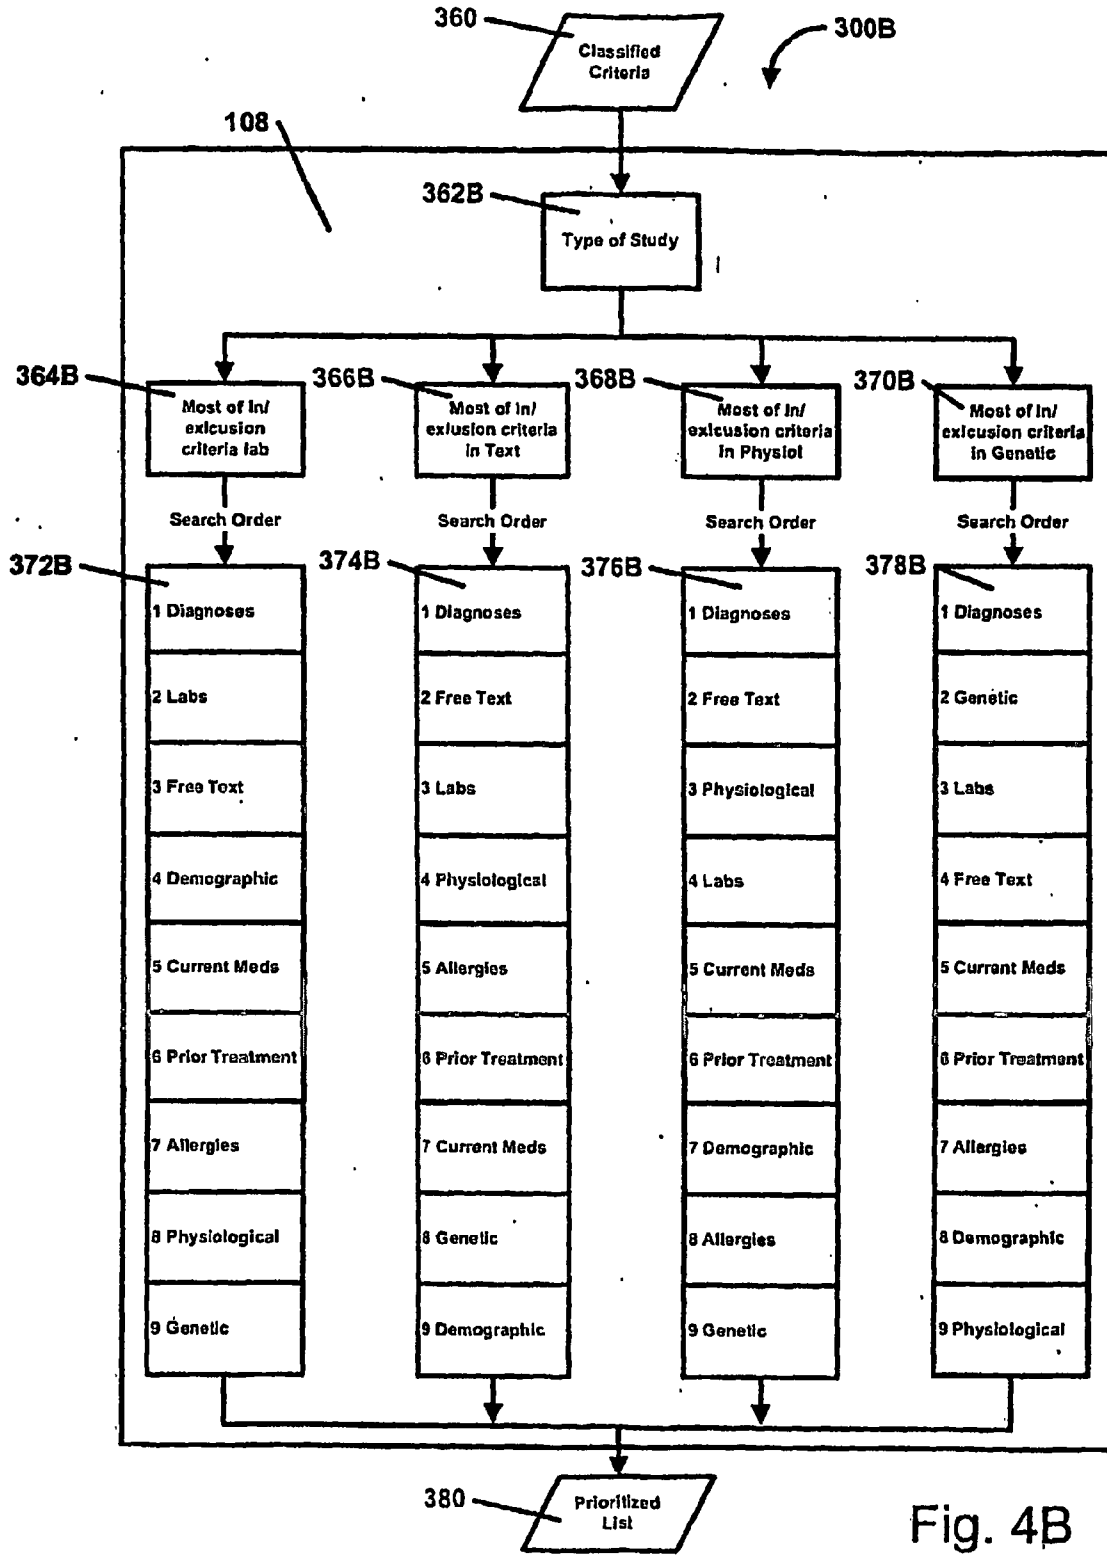 360
Classified
Criteria
300B
108
362B
Type of Study
364B
Most of In/
exicusion
criteria lab
366B
Most of In/
exlusion criteria
in Text
368B
Most of In/
exicusion criteria
in Physiol
370B
Most of In/
exicusion criteria
in Genetic
Search Order
Search Order
Search Order
Search Order
372B
1 Diagnoses
2 Labs
3 Free Text
4 Demographic
5 Current Meds
6 Prior Treatment
7 Allergies
8 Physiological
9 Genetic
374B
1 Diagnoses
2 Free Text
3 Labs
4 Physiological
5 Allergies
6 Prior Treatment
7 Current Meds
8 Genetic
9 Demographic
376B
1 Diagnoses
2 Free Text
3 Physiological
4 Labs
5 Current Meds
6 Prior Treatment
7 Demographic
8 Allergies
9 Genetic
378B
1 Diagnoses
2 Genetic
3 Labs
4 Free Text
5 Current Meds
6 Prior Treatment
7 Allergies
8 Demographic
9 Physiological
380
Prioritized
List
Fig. 4B